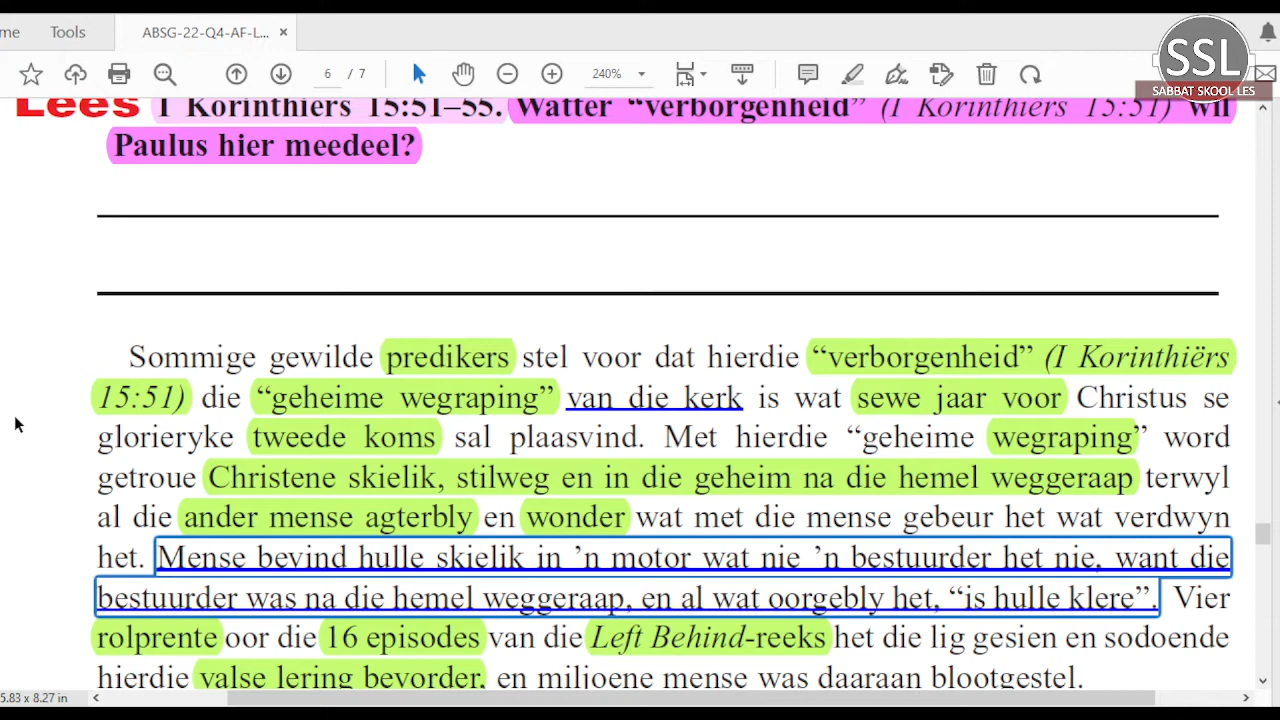 me
Tools
ABSG-22-Q4-AF-L... ×
6 / 7
240%
SSL
SABBAT SKOOL LES
Lees I Korinthiërs 15:51–55. Watter “verborgenheid” (I Korinthiërs 15:51) wil
Paulus hier meedeel?
Sommige gewilde predikers stel voor dat hierdie “verborgenheid” (I Korinthiërs
15:51) die “geheime wegraping” van die kerk is wat sewe jaar voor Christus se
glorieryke tweede koms sal plaasvind. Met hierdie “geheime wegraping” word
getroue Christene skielik, stilweg en in die geheim na die hemel weggeraap terwyl
al die ander mense agterbly en wonder wat met die mense gebeur het wat verdwyn
het. Mense bevind hulle skielik in ’n motor wat nie ’n bestuurder het nie, want die
bestuurder was na die hemel weggeraap, en al wat oorgebly het, “is hulle klere”. Vier
rolprente oor die 16 episodes van die Left Behind-reeks het die lig gesien en sodoende
hierdie valse lering bevorder, en miljoene mense was daaraan blootgestel.
5.83 x 8.27 in